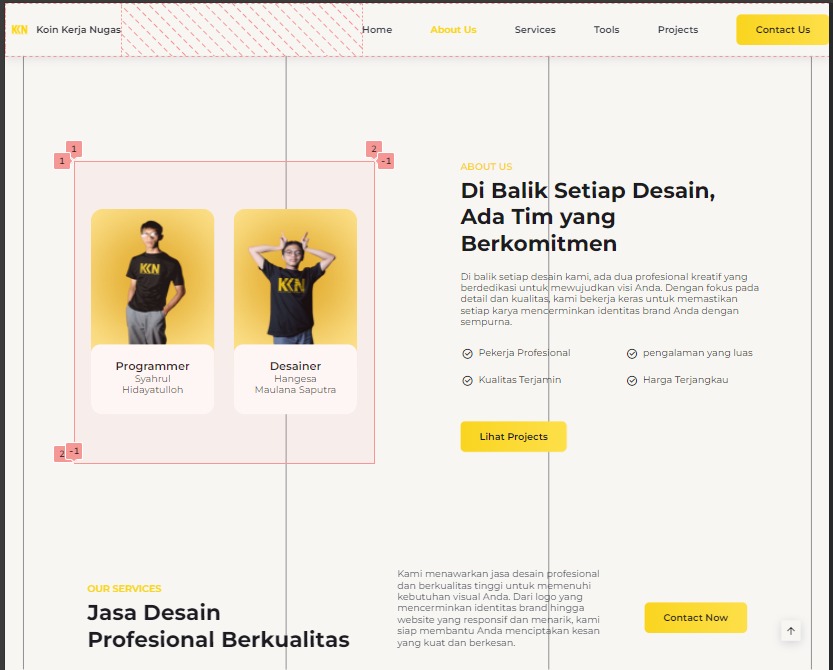 KKN Koin Kerja Nugas Home About Us Services Tools Projects Contact Us
1 2
1 -1
ABOUT US
Di Balik Setiap Desain,
Ada Tim yang
Berkomitmen
KKN KKN
Di balik setiap desain kami, ada dua profesional kreatif yang
berdedikasi untuk mewujudkan visi Anda. Dengan fokus pada
detail dan kualitas, kami bekerja keras untuk memastikan
setiap karya mencerminkan identitas brand Anda dengan
sempurna.
Pekerja Profesional pengalaman yang luas
Kualitas Terjamin Harga Terjangkau
Programmer
Syahrul
Hidayatulloh
Desainer
Hangesa
Maulana Saputra
Lihat Projects
2 -1
OUR SERVICES
Jasa Desain
Profesional Berkualitas
Kami menawarkan jasa desain profesional
dan berkualitas tinggi untuk memenuhi
kebutuhan visual Anda. Dari logo yang
mencerminkan identitas brand hingga
website yang responsif dan menarik, kami
siap membantu Anda menciptakan kesan
yang kuat dan berkesan.
Contact Now